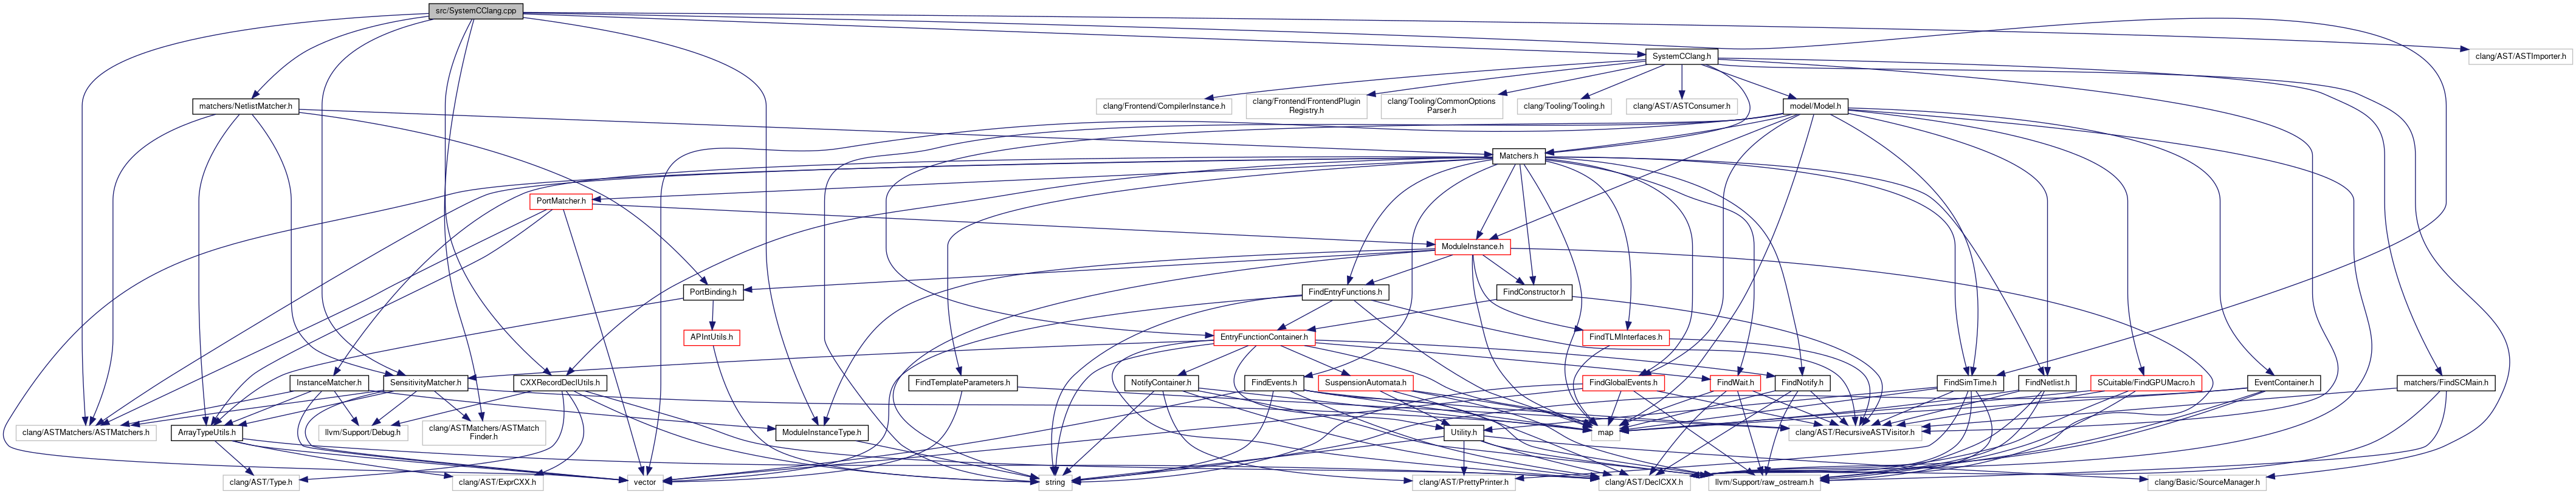 src/SystemCClang.cpp
SystemCClang.h
clang/AST/ASTImporter.h
matchers/NetlistMatcher.h
clang/Frontend/CompilerInstance.h
clang/Frontend/FrontendPlugin
Registry.h
clang/Tooling/CommonOptions
Parser.h
clang/Tooling/Tooling.h
clang/AST/ASTConsumer.h
model/Model.h
Matchers.h
PortMatcher.h
ModuleInstance.h
PortBinding.h
FindEntryFunctions.h
FindConstructor.h
APIntUtils.h
EntryFunctionContainer.h
FindTLMInterfaces.h
InstanceMatcher.h
SensitivityMatcher.h
CXXRecordDeclUtils.h
FindTemplateParameters.h
NotifyContainer.h
FindEvents.h
SuspensionAutomata.h
FindGlobalEvents.h
FindWait.h
FindNotify.h
FindSimTime.h
FindNetlist.h
SCuitable/FindGPUMacro.h
EventContainer.h
matchers/FindSCMain.h
clang/ASTMatchers/ASTMatchers.h
ArrayTypeUtils.h
llvm/Support/Debug.h
clang/ASTMatchers/ASTMatch
Finder.h
ModuleInstanceType.h
Utility.h
map
clang/AST/RecursiveASTVisitor.h
clang/AST/Type.h
clang/AST/ExprCXX.h
vector
string
clang/AST/PrettyPrinter.h
clang/AST/DeclCXX.h
llvm/Support/raw_ostream.h
clang/Basic/SourceManager.h